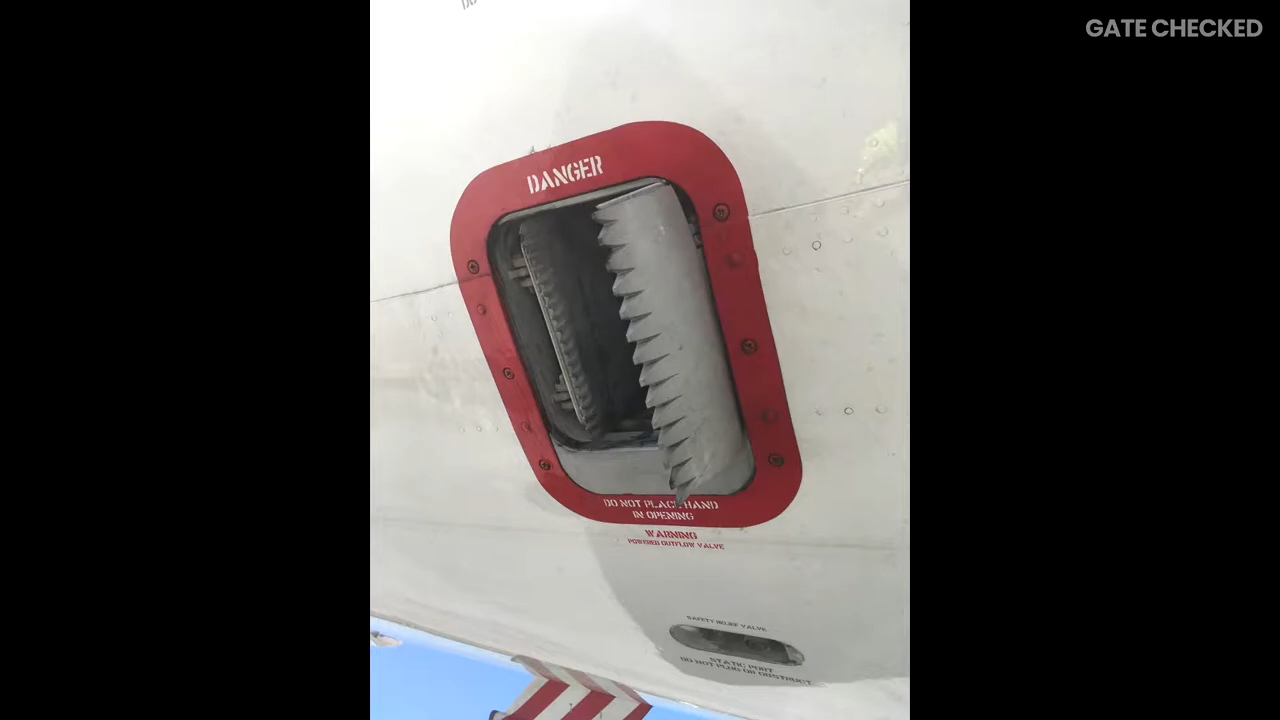 GATE CHECKED
DANGER
DO NOT PLACE HAND
IN OPENING
WARNING
POWERED OUTFLOW VALVE
SAFETY RELIEF VALVE
STATIC PORT
DO NOT PLUG OR OBSTRUCT